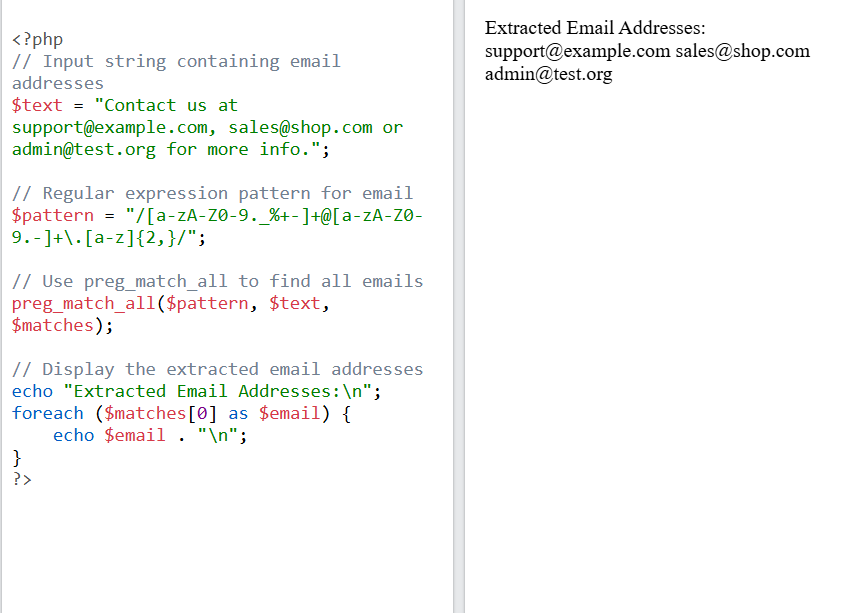 <?php
// Input string containing email
addresses
$text = "Contact us at
support@example.com, sales@shop.com or
admin@test.org for more info.";
// Regular expression pattern for email
$pattern = "/[a-zA-Z0-9._%+-]+@[a-zA-Z0-
9.-]+\.[a-z]{2,}/";
// Use preg_match_all to find all emails
preg_match_all($pattern, $text,
$matches);
// Display the extracted email addresses
echo "Extracted Email Addresses:\n";
foreach ($matches[0] as $email) {
    echo $email . "\n";
}
?>
Extracted Email Addresses:
support@example.com sales@shop.com
admin@test.org